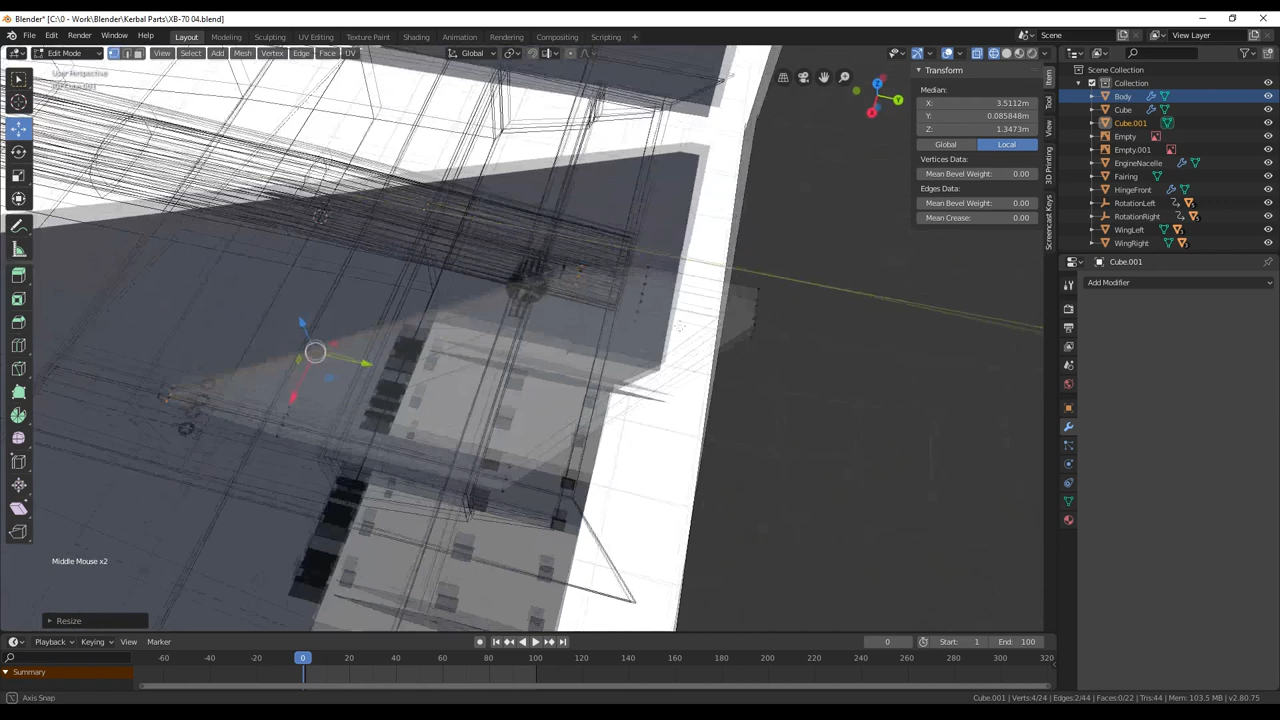 Blender* [C:\0 - Work\Blender\Kerbal Parts\XB-70 04.blend]
File Edit Render Window Help Layout Modeling Sculpting UV Editing Texture Paint Shading Animation Rendering Compositing Scripting + Scene View Layer
Edit Mode View Select Add Mesh Vertex Edge Face UV Global
User Perspective
Transform
Median:
X: 3.5112m
Y: 0.085848m
Z: 1.3473m
Global Local
Vertices Data:
Mean Bevel Weight: 0.00
Edges Data:
Mean Bevel Weight: 0.00
Mean Crease: 0.00
Item
Tool
View
3D Printing
Screencast Keys
Z
Y
X
Scene Collection
Collection
Body
Cube
Cube.001
Empty
Empty.001
EngineNacelle
Fairing
HingeFront
RotationLeft
RotationRight
WingLeft
WingRight
Cube.001
Add Modifier
Middle Mouse x2
Resize
Playback Keying View Marker 0 Start: 1 End: 100
-60 -40 -20 0 20 40 60 80 100 120 140 160 180 200 220 240 260 280 300 320
Summary
Axis Snap
Cube.001 | Verts:4/24 | Edges:2/44 | Faces:0/22 | Tris:44 | Mem: 103.5 MB | v2.80.75